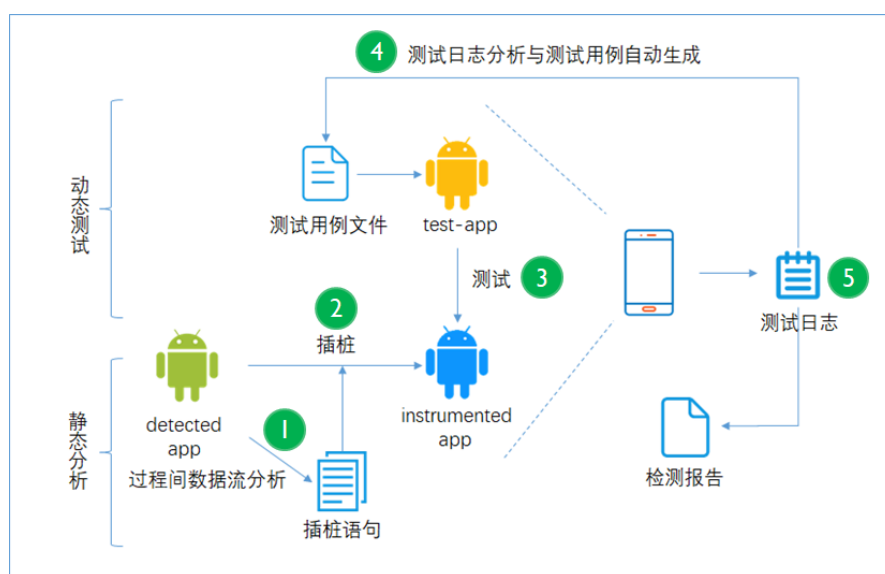 4 测试日志分析与测试用例自动生成
动态测试
测试用例文件
test-app
测试 3
5
测试日志
2
插桩
静态分析
detected
app
1
过程间数据流分析
instrumented
app
插桩语句
检测报告